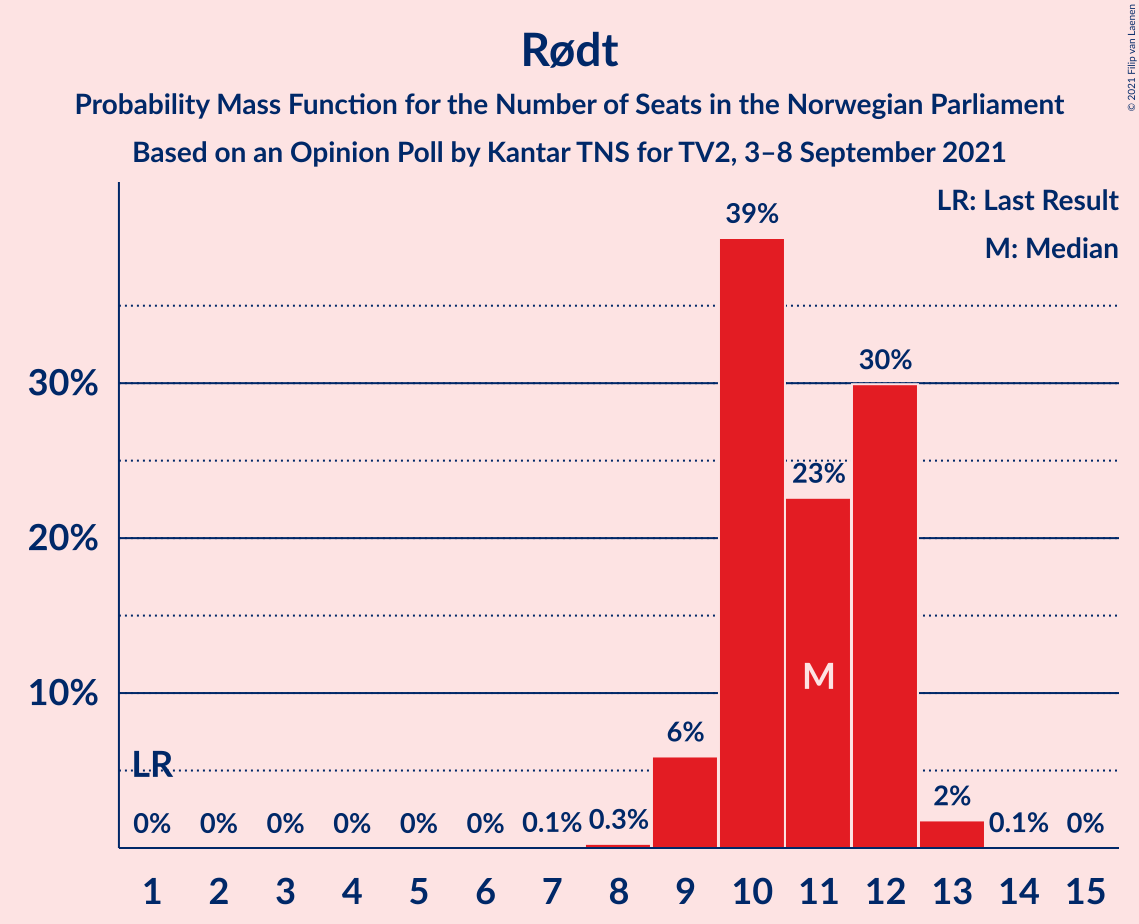 Rødt
Probability Mass Function for the Number of Seats in the Norwegian Parliament
Based on an Opinion Poll by Kantar TNS for TV2, 3–8 September 2021
© 2021 Filip van Laenen
LR: Last Result
M: Median
39%
30%
30%
23%
20%
M
10%
6%
LR
2%
0% 0% 0% 0% 0% 0% 0.1% 0.3% 0.1% 0%
1 2 3 4 5 6 7 8 9 10 11 12 13 14 15